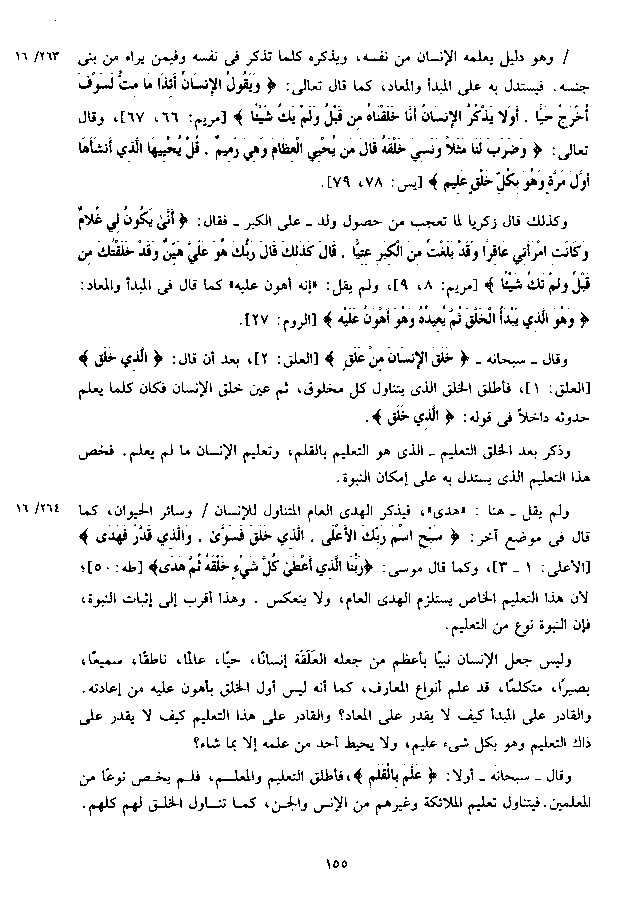 ١٦/ ٢٦٣ / وهو دليل يعلمه الإنسان من نفسه، ويذكره كلما تذكر فى نفسه وفيمن يراه من بنى
جنسه. فيستدل به على المبدأ والمعاد، كما قال تعالى: ﴿ وَيَقُولُ الإِنسَانُ أَئِذَا مَا مِتُّ لَسَوْفَ
أُخْرَجُ حَيًّا . أَوَلا يَذْكُرُ الإِنسَانُ أَنَّا خَلَقْنَاهُ مِن قَبْلُ وَلَمْ يَكُ شَيْئًا ﴾ [مريم: ٦٦، ٦٧]، وقال
تعالى: ﴿ وَضَرَبَ لَنَا مَثَلاً وَنَسِيَ خَلْقَهُ قَالَ مَن يُحْيِي الْعِظَامَ وَهِيَ رَمِيمٌ . قُلْ يُحْيِيهَا الَّذِي أَنشَأَهَا
أَوَّلَ مَرَّةٍ وَهُوَ بِكُلِّ خَلْقٍ عَلِيمٌ ﴾ [يس: ٧٨، ٧٩].
وكذلك قال زكريا لما تعجب من حصول ولد ـ على الكبر ـ فقال: ﴿ أَنَّىٰ يَكُونُ لِي غُلامٌ
وَكَانَتِ امْرَأَتِي عَاقِرًا وَقَدْ بَلَغْتُ مِنَ الْكِبَرِ عِتِيًّا . قَالَ كَذَلِكَ قَالَ رَبُّكَ هُوَ عَلَيَّ هَيِّنٌ وَقَدْ خَلَقْتُكَ مِن
قَبْلُ وَلَمْ تَكُ شَيْئًا ﴾ [مريم: ٨، ٩]، ولم يقل: «إنه أهون عليه» كما قال فى المبدأ والمعاد:
﴿ وَهُوَ الَّذِي يَبْدَأُ الْخَلْقَ ثُمَّ يُعِيدُهُ وَهُوَ أَهْوَنُ عَلَيْهِ ﴾ [الروم: ٢٧].
وقال ـ سبحانه ـ ﴿ خَلَقَ الإِنسَانَ مِنْ عَلَقٍ ﴾ [العلق: ٢]، بعد أن قال: ﴿ الَّذِي خَلَقَ ﴾
[العلق: ١]، فأطلق الخلق الذى يتناول كل مخلوق، ثم عين خلق الإنسان فكان كلما يعلم
حدوثه داخلاً فى قوله: ﴿ الَّذِي خَلَقَ ﴾.
وذكر بعد الخلق التعليم ـ الذى هو التعليم بالقلم، وتعليم الإنسان ما لم يعلم. فخص
هذا التعليم الذى يستدل به على إمكان النبوة.
١٦/ ٢٦٤ ولم يقل ـ هنا : «هدى»، فيذكر الهدى العام المتناول للإنسان / وسائر الحيوان، كما
قال فى موضع آخر: ﴿ سَبِّحِ اسْمَ رَبِّكَ الأَعْلَى . الَّذِي خَلَقَ فَسَوَّىٰ . وَالَّذِي قَدَّرَ فَهَدَىٰ ﴾
[الأعلى: ١ ـ ٣]، وكما قال موسى: ﴿رَبُّنَا الَّذِي أَعْطَىٰ كُلَّ شَيْءٍ خَلْقَهُ ثُمَّ هَدَىٰ﴾ [طه: ٥٠]؛
لأن هذا التعليم الخاص يستلزم الهدى العام، ولا ينعكس . وهذا أقرب إلى إثبات النبوة،
فإن النبوة نوع من التعليم.
وليس جعل الإنسان نبيًا بأعظم من جعله العَلَقَة إنسانًا، حيًا، عالمًا، ناطقًا، سميعًا،
بصيرًا، متكلمًا، قد علم أنواع المعارف، كما أنه ليس أول الخلق بأهون عليه من إعادته.
والقادر على المبدأ كيف لا يقدر على المعاد؟ والقادر على هذا التعليم كيف لا يقدر على
ذاك التعليم وهو بكل شىء عليم، ولا يحيط أحد من علمه إلا بما شاء؟
وقال ـ سبحانه ـ أولا: ﴿ عَلَّمَ بِالْقَلَمِ ﴾، فأطلق التعليم والمعلم، فلم يخص نوعًا من
المعلمين. فيتناول تعليم الملائكة وغيرهم من الإنس والجن، كما تناول الخلق لهم كلهم.
١٥٥